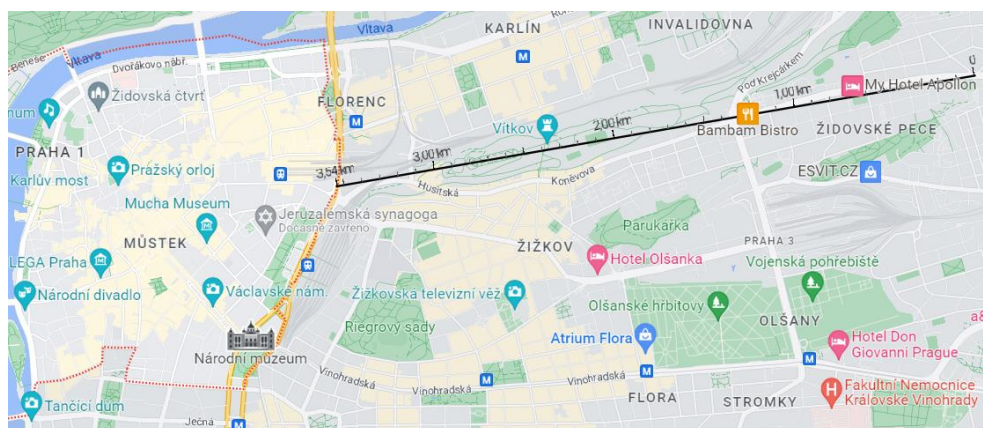 Vltava
KARLÍN
INVALIDOVNA
Benese
Vltava
Dvořákovo nábř.
M
M
Pod Krejcárkem
0
Židovská čtvrť
FLORENC
1,00 km
My Hotel Apollon
num
M
Vítkov
2,00 km
Bambam Bistro
ŽIDOVSKÉ PECE
PRAHA 1
Pražský orloj
3,00 km
3,54 km
Karlův most
Husitská
Koněvova
ESVIT.CZ
Mucha Museum
Jeruzalémská synagoga
Dočasně zavřeno
Parukářka
MŮSTEK
ŽIŽKOV
PRAHA 3
LEGA Praha
Hotel Olšanka
Vojenská pohřebiště
Národní divadlo
Václavské nám.
Žižkovska televizní věž
Olšanské hřbitovy
Riegrovy sady
OLŠANY
a&
Atrium Flora
Hotel Don
Giovanni Prague
Národní muzeum
M
M
Vinohradská
Vinohradská
Vinohradská
M
Fakultní Nemocnice
Královské Vinohrady
FLORA
STROMKY
Tančící dům
Ječná
M
H